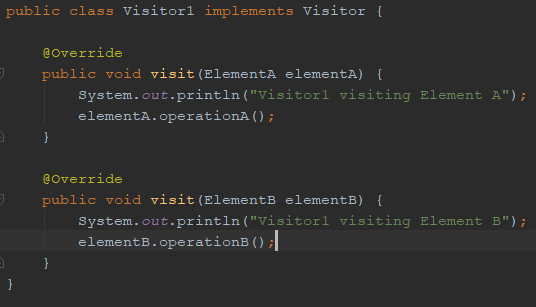 public class Visitor1 implements Visitor {
@Override
public void visit(ElementA elementA) {
System.out.println("Visitor1 visiting Element A");
elementA.operationA();
}
@Override
public void visit(ElementB elementB) {
System.out.println("Visitor1 visiting Element B");
elementB.operationB();
}
}